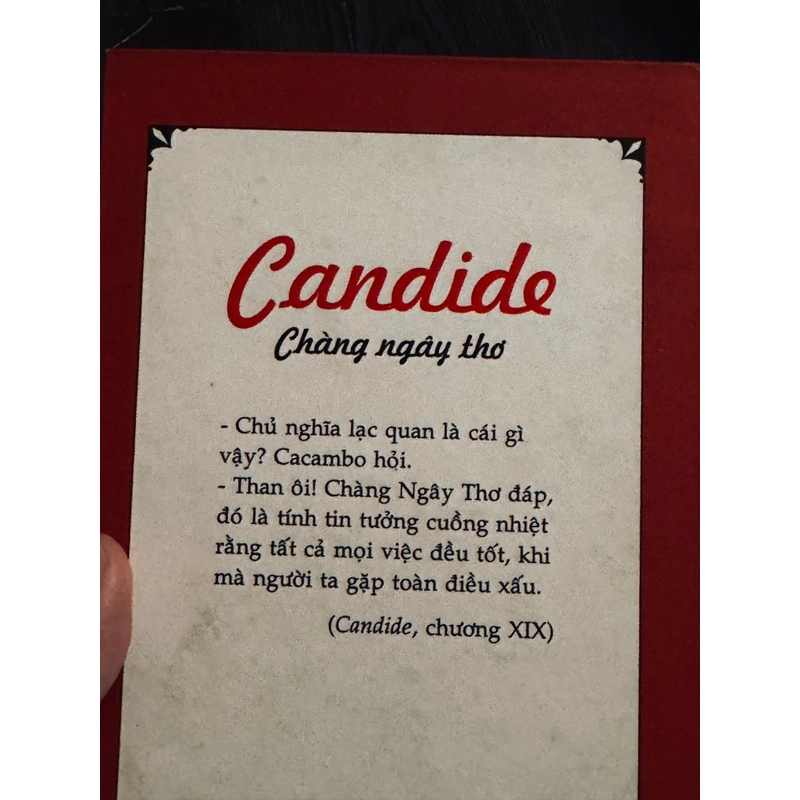 Candide
Chàng ngây thơ
- Chủ nghĩa lạc quan là cái gì
vậy? Cacambo hỏi.
- Than ôi! Chàng Ngây Thơ đáp,
đó là tính tin tưởng cuồng nhiệt
rằng tất cả mọi việc đều tốt, khi
mà người ta gặp toàn điều xấu.
(Candide, chương XIX)